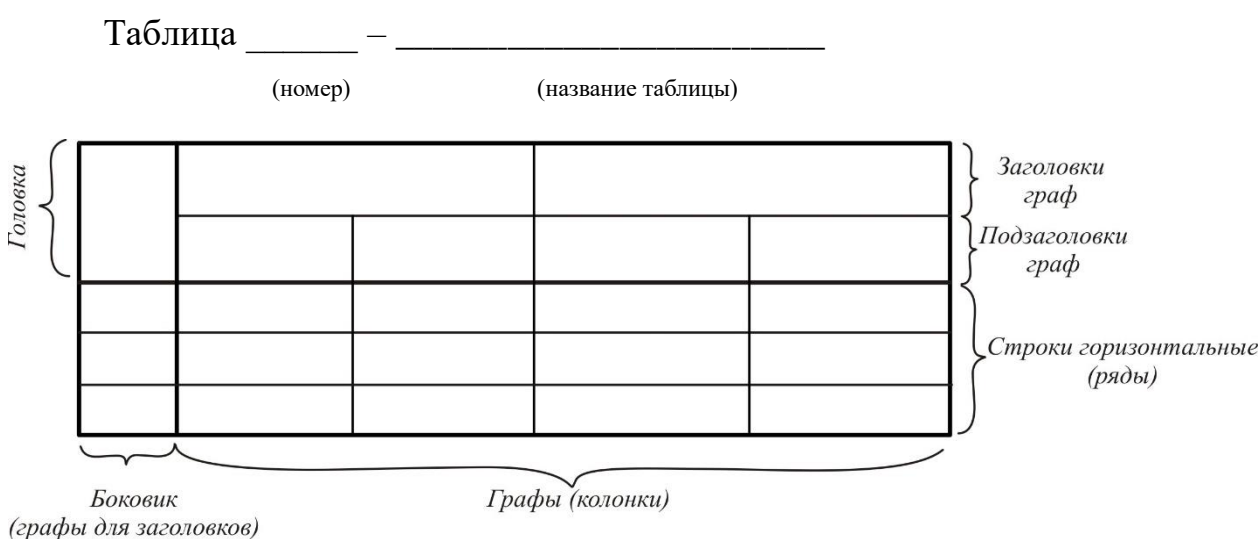 Таблица ______ – ________________________
(номер) (название таблицы)
Головка
Заголовки
граф
Подзаголовки
граф
Строки горизонтальные
(ряды)
Боковик
(графы для заголовков)
Графы (колонки)